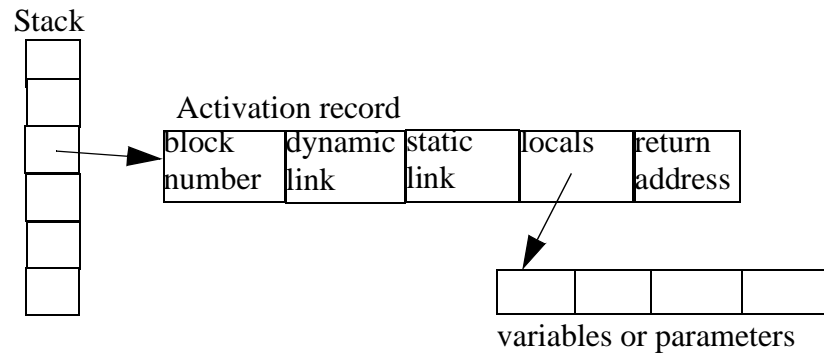 Stack
Activation record
block dynamic static locals return
number link link address
variables or parameters